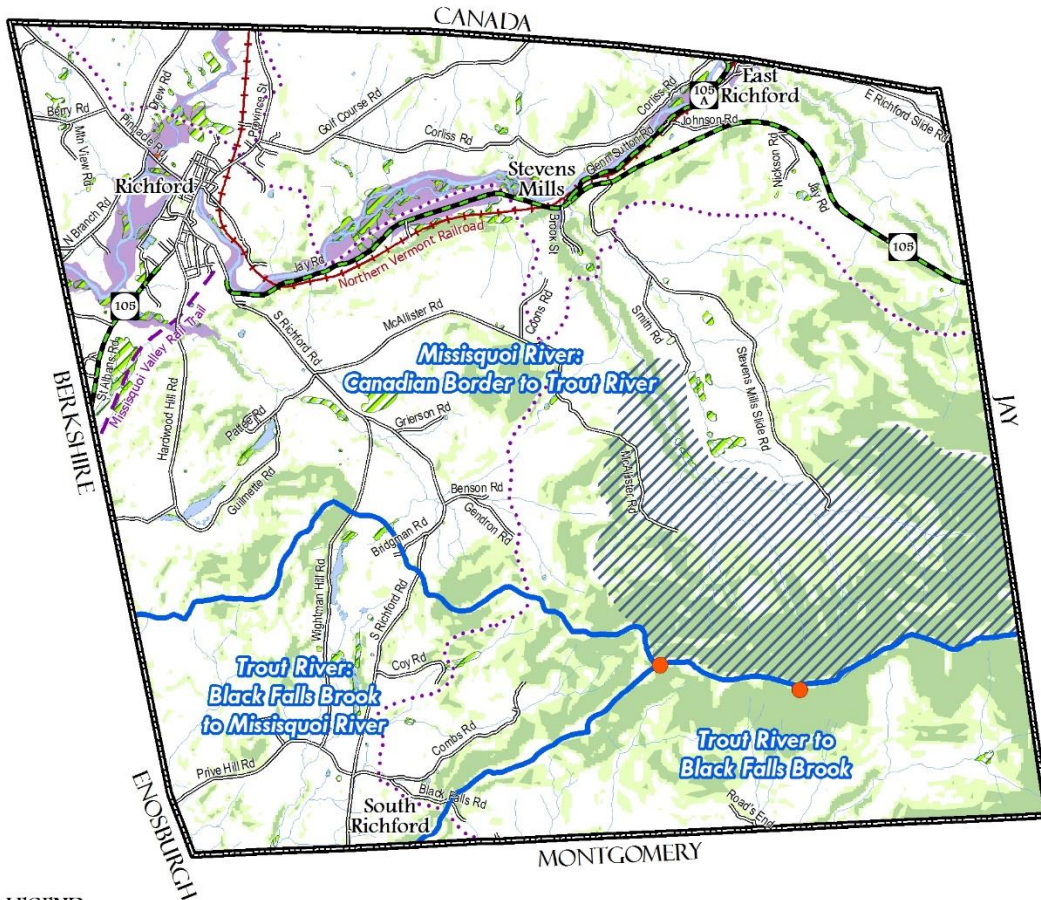 CANADA
East
Richford
E Richford Slide Rd
105
A
Corliss Rd
Johnson Rd
Berry Rd
Drew Rd
Pinnacle Rd
Mtn View Rd
Province St
Golf Course Rd
Corliss Rd
Glenn Sutton Rd
Nickson Rd
Jay Rd
Stevens
Mills
Richford
N Branch Rd
Brook St
105
Jay Rd
Northern Vermont Railroad
105
St Albans Rd
Missisquoi Valley Rail Trail
S Richford Rd
McAllister Rd
Coons Rd
Smith Rd
Stevens Mills Slide Rd
Missisquoi River:
Canadian Border to Trout River
BERKSHIRE
JAY
Hardwood Hill Rd
Patee Rd
Grierson Rd
Guilmette Rd
McAllister Rd
Benson Rd
Gendron Rd
Bridgman Rd
Wightman Hill Rd
S Richford Rd
Coy Rd
Trout River:
Black Falls Brook
to Missisquoi River
Combs Rd
Trout River to
Black Falls Brook
Prive Hill Rd
Black Falls Rd
South
Richford
Road's End
ENOSBURGH
MONTGOMERY